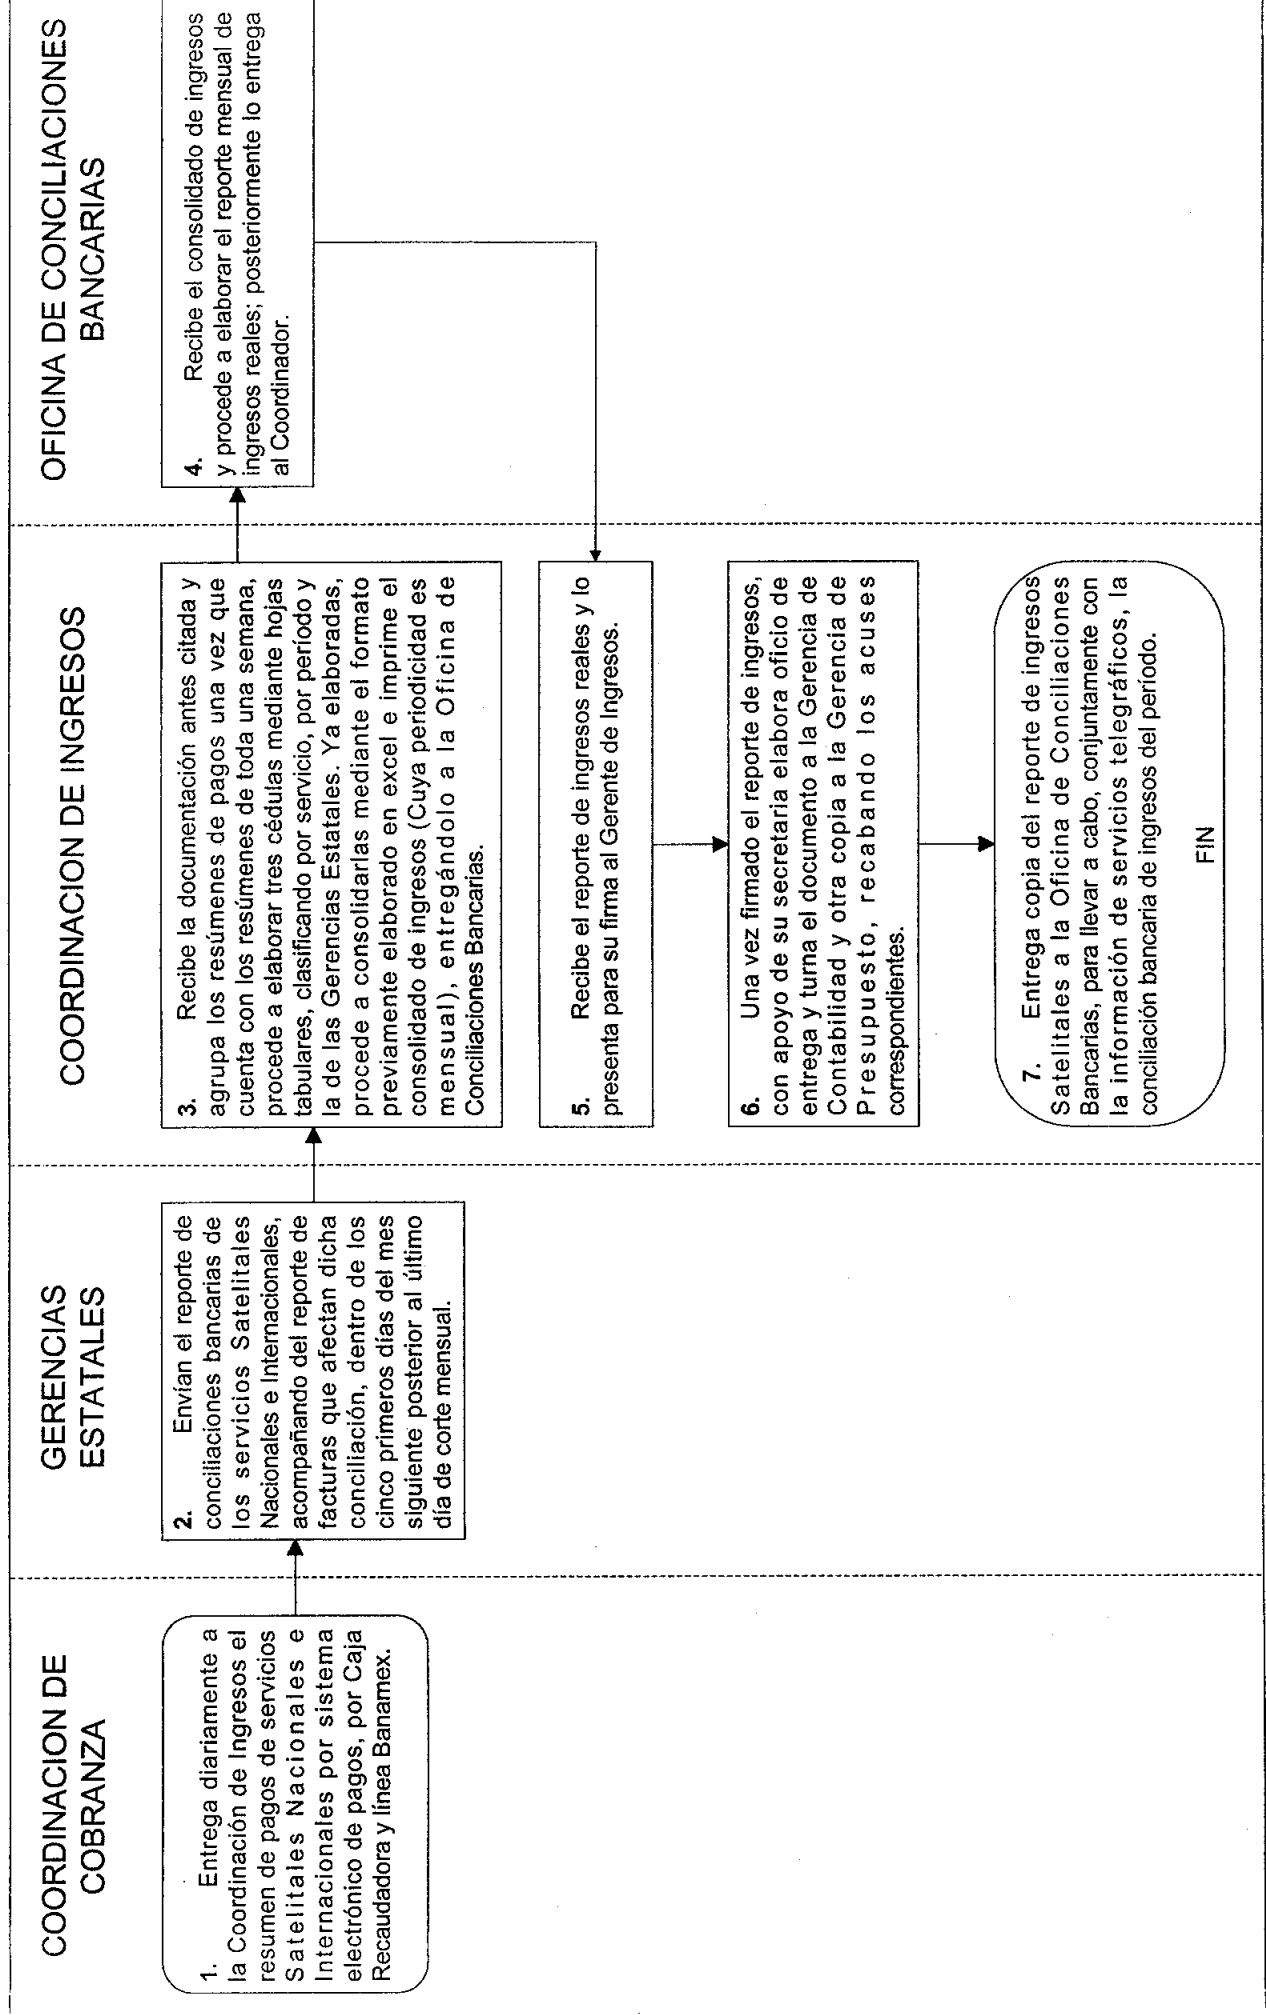 COORDINACION DE
COBRANZA
GERENCIAS
ESTATALES
COORDINACION DE INGRESOS
OFICINA DE CONCILIACIONES
BANCARIAS
1. Entrega diariamente a
la Coordinación de Ingresos el
resumen de pagos de servicios
Satelitales Nacionales e
Internacionales por sistema
electrónico de pagos, por Caja
Recaudadora y línea Banamex.
2. Envían el reporte de
conciliaciones bancarias de
los servicios Satelitales
Nacionales e Internacionales,
acompañando del reporte de
facturas que afectan dicha
conciliación, dentro de los
cinco primeros días del mes
siguiente posterior al último
día de corte mensual.
3. Recibe la documentación antes citada y
agrupa los resúmenes de pagos una vez que
cuenta con los resúmenes de toda una semana,
procede a elaborar tres cédulas mediante hojas
tabulares, clasificando por servicio, por período y
la de las Gerencias Estatales. Ya elaboradas,
procede a consolidarlas mediante el formato
previamente elaborado en excel e imprime el
consolidado de ingresos (Cuya periodicidad es
mensual), entregándolo a la Oficina de
Conciliaciones Bancarias.
4. Recibe el consolidado de ingresos
y procede a elaborar el reporte mensual de
ingresos reales; posteriormente lo entrega
al Coordinador.
5. Recibe el reporte de ingresos reales y lo
presenta para su firma al Gerente de Ingresos.
6. Una vez firmado el reporte de ingresos,
con apoyo de su secretaria elabora oficio de
entrega y turna el documento a la Gerencia de
Contabilidad y otra copia a la Gerencia de
Presupuesto, recabando los acuses
correspondientes.
7. Entrega copia del reporte de ingresos
Satelitales a la Oficina de Conciliaciones
Bancarias, para llevar a cabo, conjuntamente con
la información de servicios telegráficos, la
conciliación bancaria de ingresos del período.
FIN